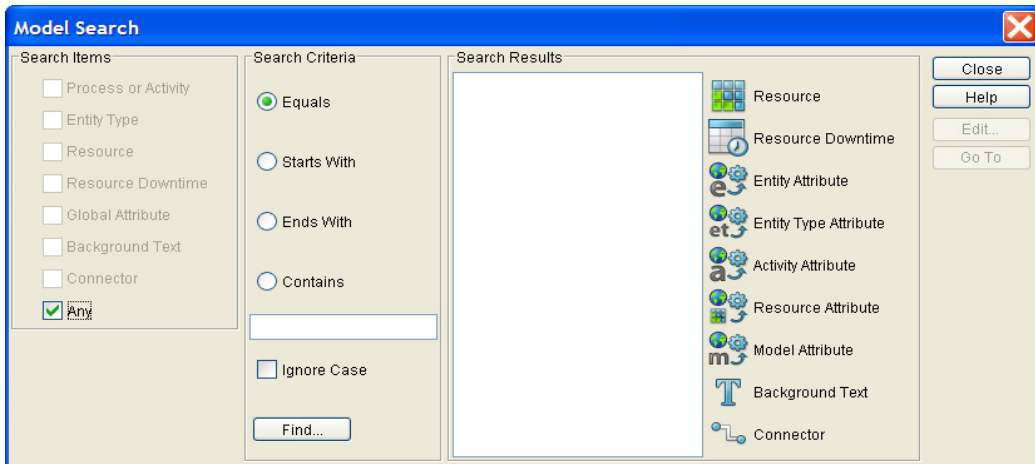 Model Search
Search Items
Process or Activity
Entity Type
Resource
Resource Downtime
Global Attribute
Background Text
Connector
Any
Search Criteria
Equals
Starts With
Ends With
Contains
Ignore Case
Find...
Search Results
Resource
Resource Downtime
e Entity Attribute
et Entity Type Attribute
a Activity Attribute
Resource Attribute
m Model Attribute
T Background Text
Connector
Close
Help
Edit...
Go To